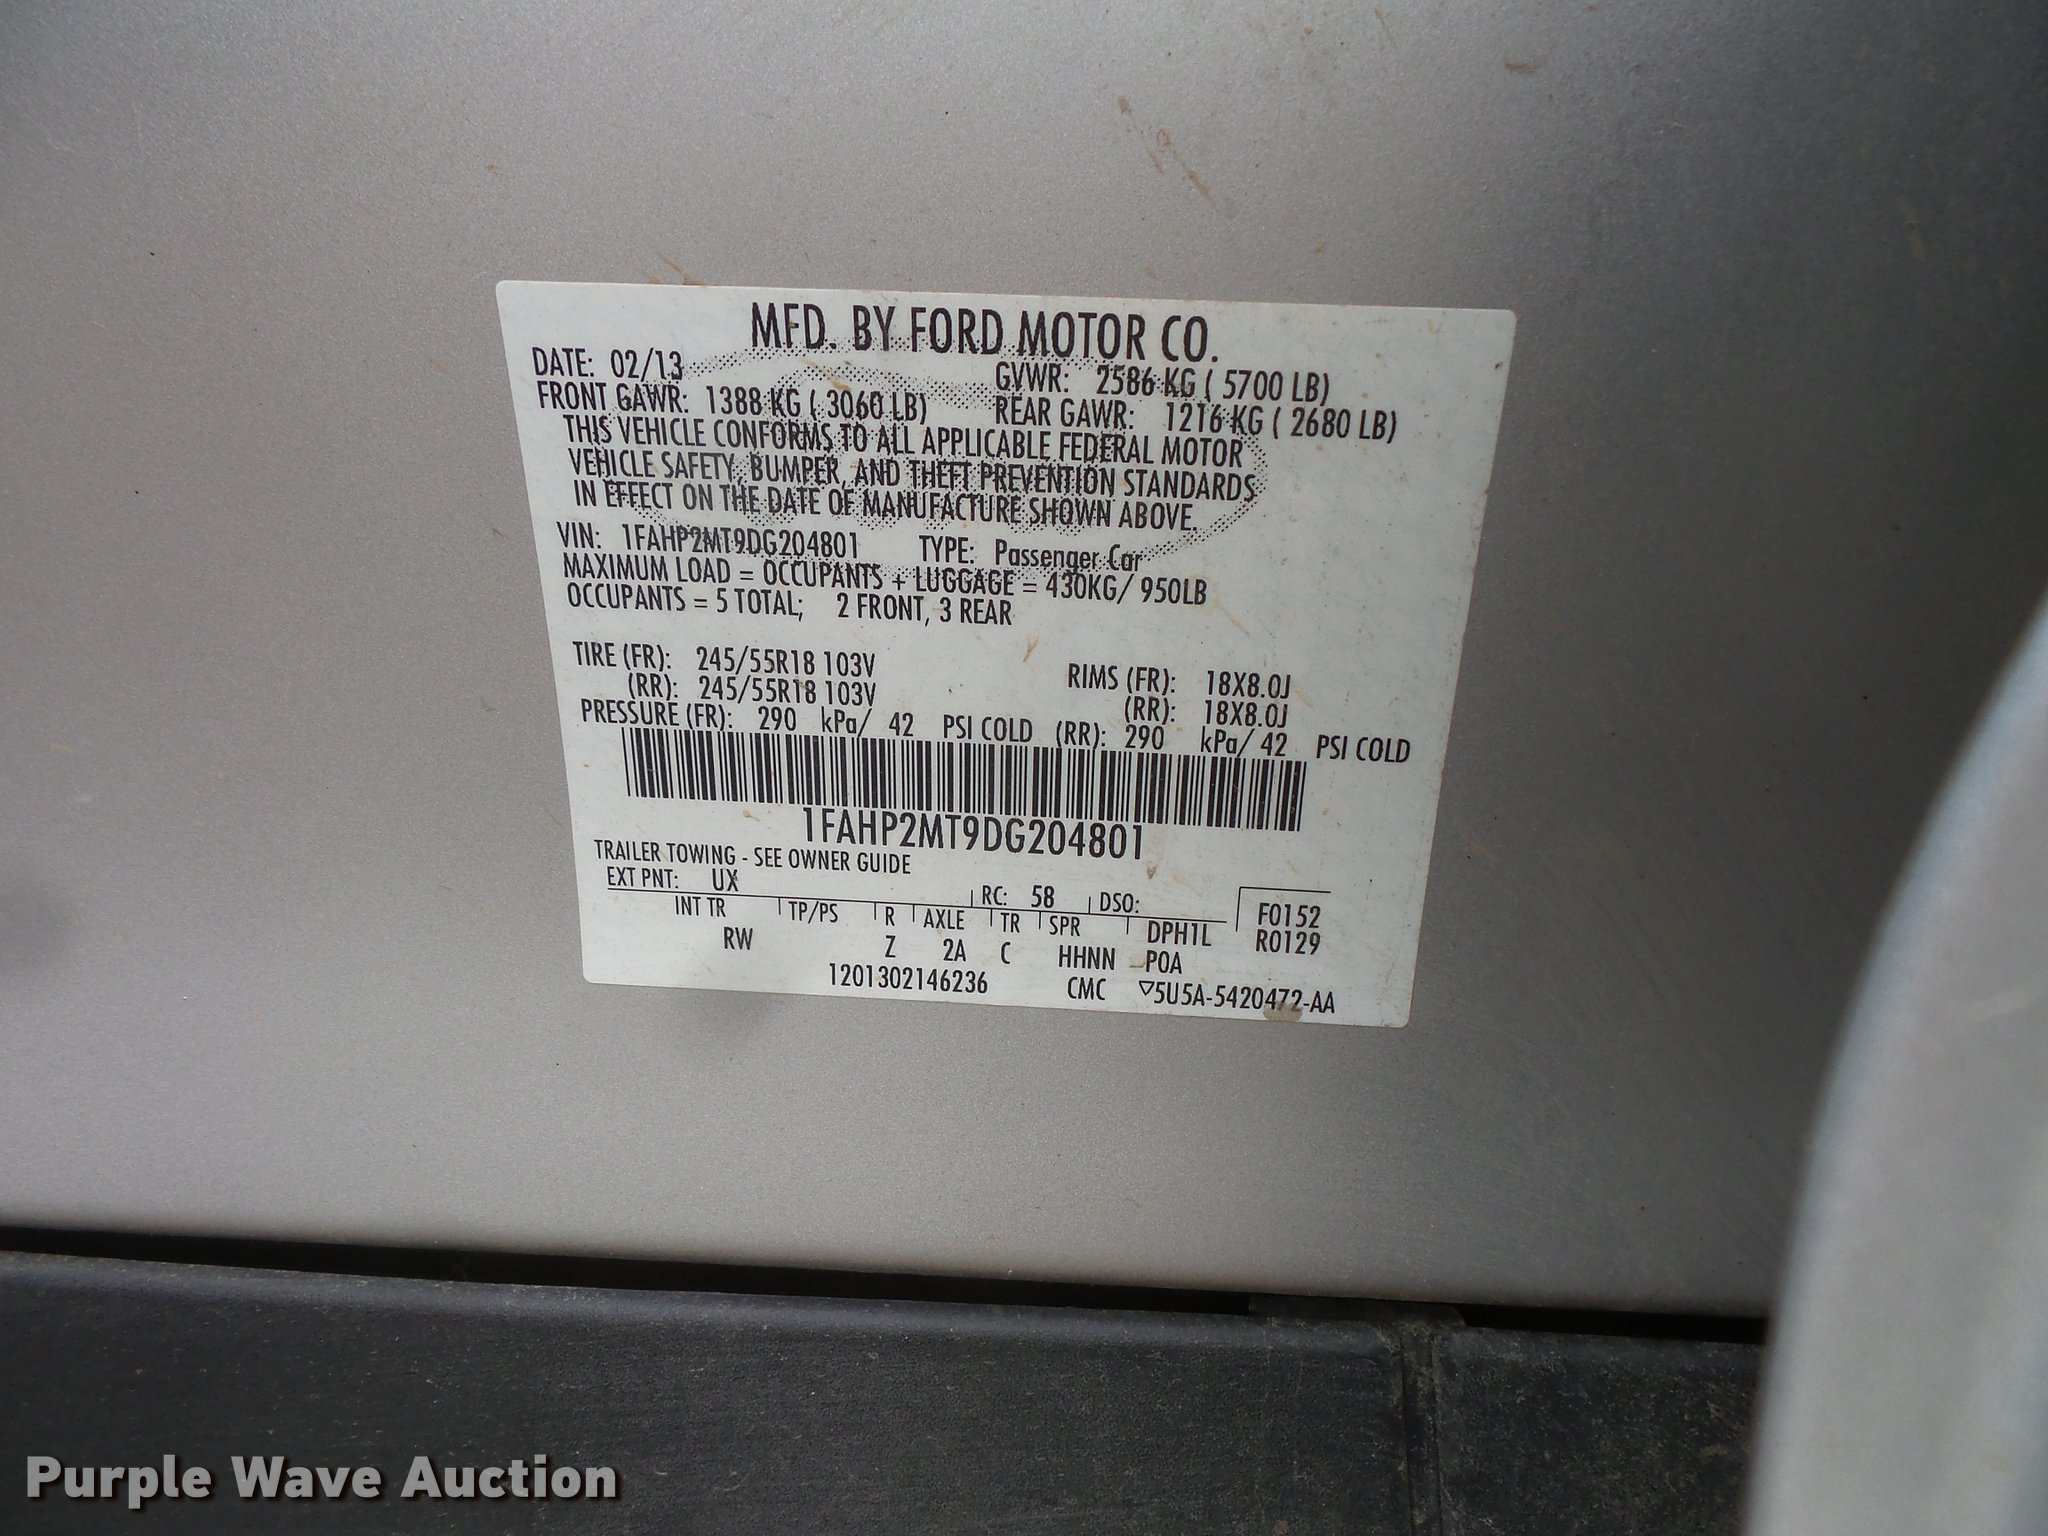 MFD. BY FORD MOTOR CO.
DATE: 02/13 GVWR: 2586 KG ( 5700 LB)
FRONT GAWR: 1388 KG ( 3060 LB) REAR GAWR: 1216 KG ( 2680 LB)
THIS VEHICLE CONFORMS TO ALL APPLICABLE FEDERAL MOTOR
VEHICLE SAFETY, BUMPER, AND THEFT PREVENTION STANDARDS
IN EFFECT ON THE DATE OF MANUFACTURE SHOWN ABOVE.
VIN: 1FAHP2MT9DG204801 TYPE: Passenger Car
MAXIMUM LOAD = OCCUPANTS + LUGGAGE = 430KG/ 950LB
OCCUPANTS = 5 TOTAL; 2 FRONT, 3 REAR
TIRE (FR): 245/55R18 103V RIMS (FR): 18X8.0J
(RR): 245/55R18 103V (RR): 18X8.0J
PRESSURE (FR): 290 kPa/ 42 PSI COLD (RR): 290 kPa/ 42 PSI COLD
1FAHP2MT9DG204801
TRAILER TOWING - SEE OWNER GUIDE
EXT PNT: UX RC: 58 DSO: F0152
INT TR TP/PS R AXLE TR SPR DPH1L R0129
RW Z 2A C HHNN POA
1201302146236 CMC ▽5U5A-5420472-AA
Purple Wave Auction